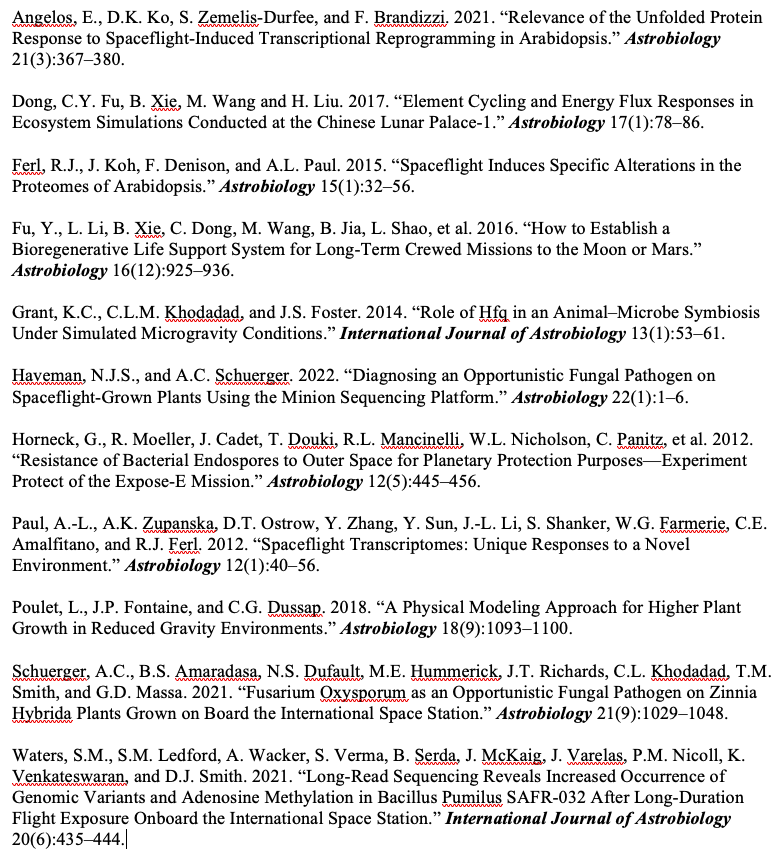 Angelos, E., D.K. Ko, S. Zemelis-Durfee, and F. Brandizzi. 2021. “Relevance of the Unfolded Protein
Response to Spaceflight-Induced Transcriptional Reprogramming in Arabidopsis.” Astrobiology
21(3):367–380.
Dong, C.Y. Fu, B. Xie, M. Wang and H. Liu. 2017. “Element Cycling and Energy Flux Responses in
Ecosystem Simulations Conducted at the Chinese Lunar Palace-1.” Astrobiology 17(1):78–86.
Ferl, R.J., J. Koh, F. Denison, and A.L. Paul. 2015. “Spaceflight Induces Specific Alterations in the
Proteomes of Arabidopsis.” Astrobiology 15(1):32–56.
Fu, Y., L. Li, B. Xie, C. Dong, M. Wang, B. Jia, L. Shao, et al. 2016. “How to Establish a
Bioregenerative Life Support System for Long-Term Crewed Missions to the Moon or Mars.”
Astrobiology 16(12):925–936.
Grant, K.C., C.L.M. Khodadad, and J.S. Foster. 2014. “Role of Hfq in an Animal–Microbe Symbiosis
Under Simulated Microgravity Conditions.” International Journal of Astrobiology 13(1):53–61.
Haveman, N.J.S., and A.C. Schuerger. 2022. “Diagnosing an Opportunistic Fungal Pathogen on
Spaceflight-Grown Plants Using the Minion Sequencing Platform.” Astrobiology 22(1):1–6.
Horneck, G., R. Moeller, J. Cadet, T. Douki, R.L. Mancinelli, W.L. Nicholson, C. Panitz, et al. 2012.
“Resistance of Bacterial Endospores to Outer Space for Planetary Protection Purposes—Experiment
Protect of the Expose-E Mission.” Astrobiology 12(5):445–456.
Paul, A.-L., A.K. Zupanska, D.T. Ostrow, Y. Zhang, Y. Sun, J.-L. Li, S. Shanker, W.G. Farmerie, C.E.
Amalfitano, and R.J. Ferl. 2012. “Spaceflight Transcriptomes: Unique Responses to a Novel
Environment.” Astrobiology 12(1):40–56.
Poulet, L., J.P. Fontaine, and C.G. Dussap. 2018. “A Physical Modeling Approach for Higher Plant
Growth in Reduced Gravity Environments.” Astrobiology 18(9):1093–1100.
Schuerger, A.C., B.S. Amaradasa, N.S. Dufault, M.E. Hummerick, J.T. Richards, C.L. Khodadad, T.M.
Smith, and G.D. Massa. 2021. “Fusarium Oxysporum as an Opportunistic Fungal Pathogen on Zinnia
Hybrida Plants Grown on Board the International Space Station.” Astrobiology 21(9):1029–1048.
Waters, S.M., S.M. Ledford, A. Wacker, S. Verma, B. Serda, J. McKaig, J. Varelas, P.M. Nicoll, K.
Venkateswaran, and D.J. Smith. 2021. “Long-Read Sequencing Reveals Increased Occurrence of
Genomic Variants and Adenosine Methylation in Bacillus Pumilus SAFR-032 After Long-Duration
Flight Exposure Onboard the International Space Station.” International Journal of Astrobiology
20(6):435–444.